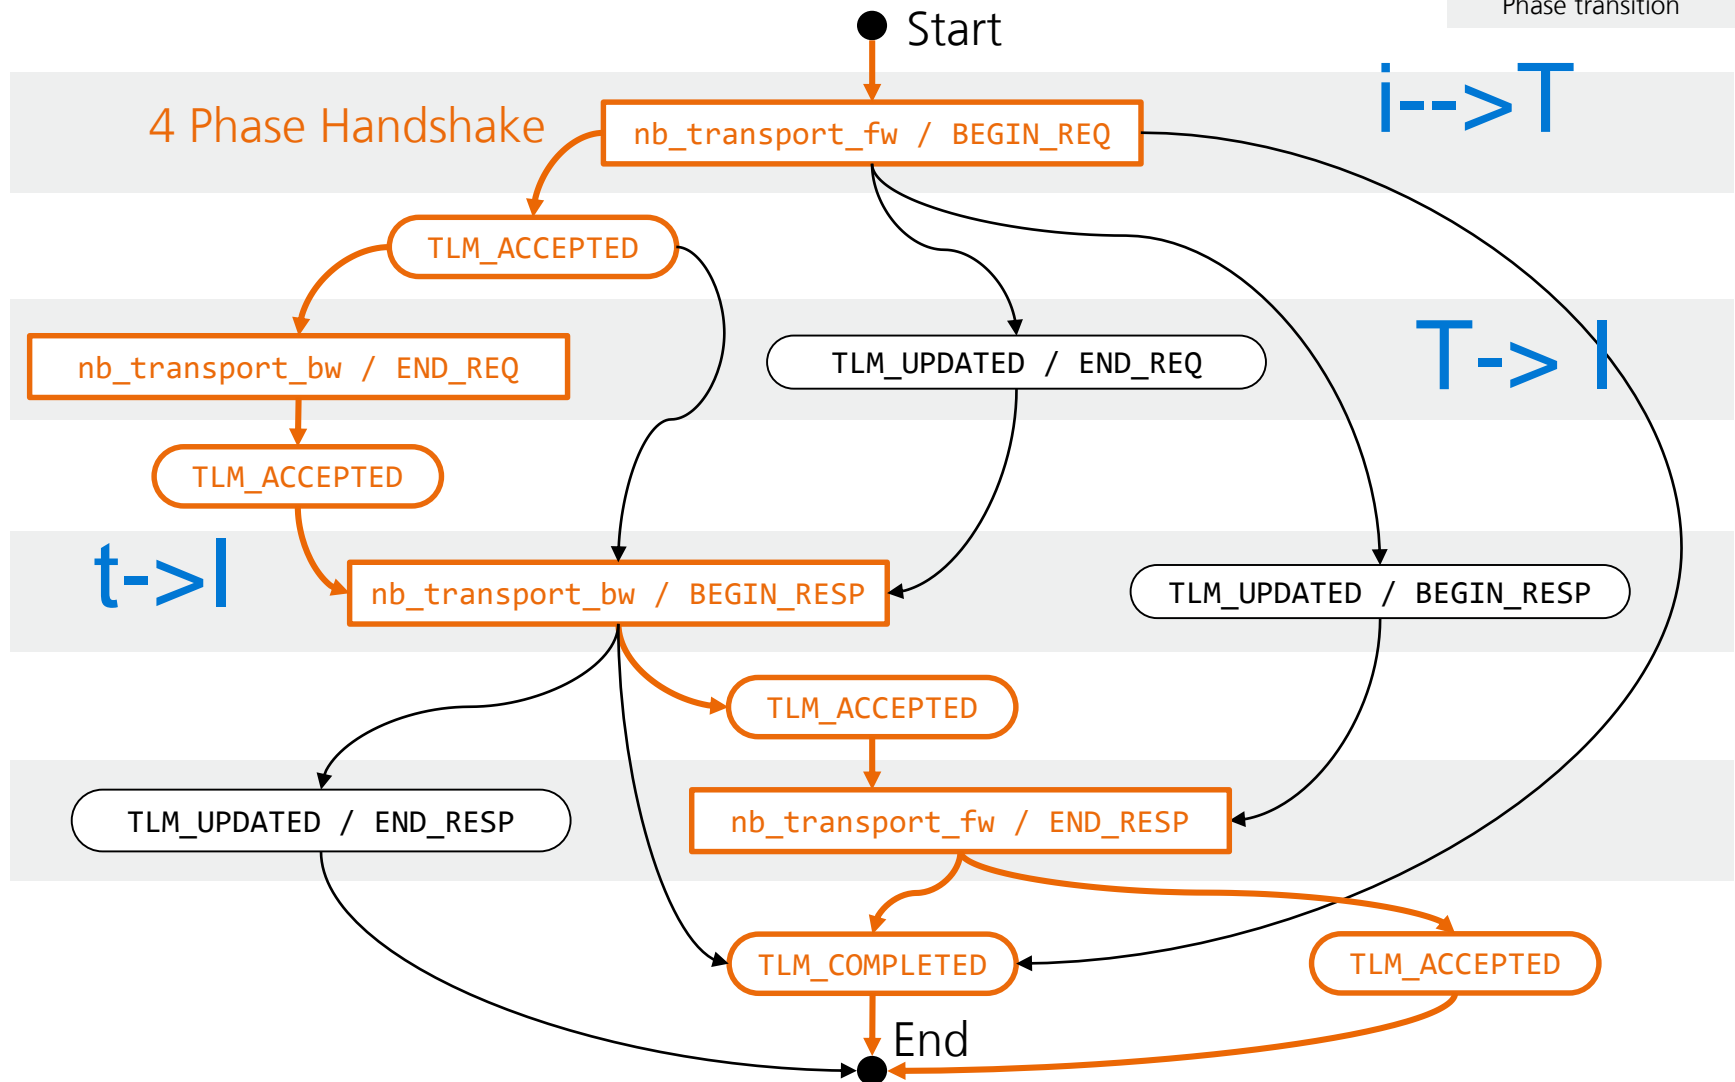 Phase transition
Start
i-->T
4 Phase Handshake
nb_transport_fw / BEGIN_REQ
TLM_ACCEPTED
nb_transport_bw / END_REQ
TLM_UPDATED / END_REQ
T-> I
TLM_ACCEPTED
t->I
nb_transport_bw / BEGIN_RESP
TLM_UPDATED / BEGIN_RESP
TLM_ACCEPTED
TLM_UPDATED / END_RESP
nb_transport_fw / END_RESP
TLM_COMPLETED
TLM_ACCEPTED
End